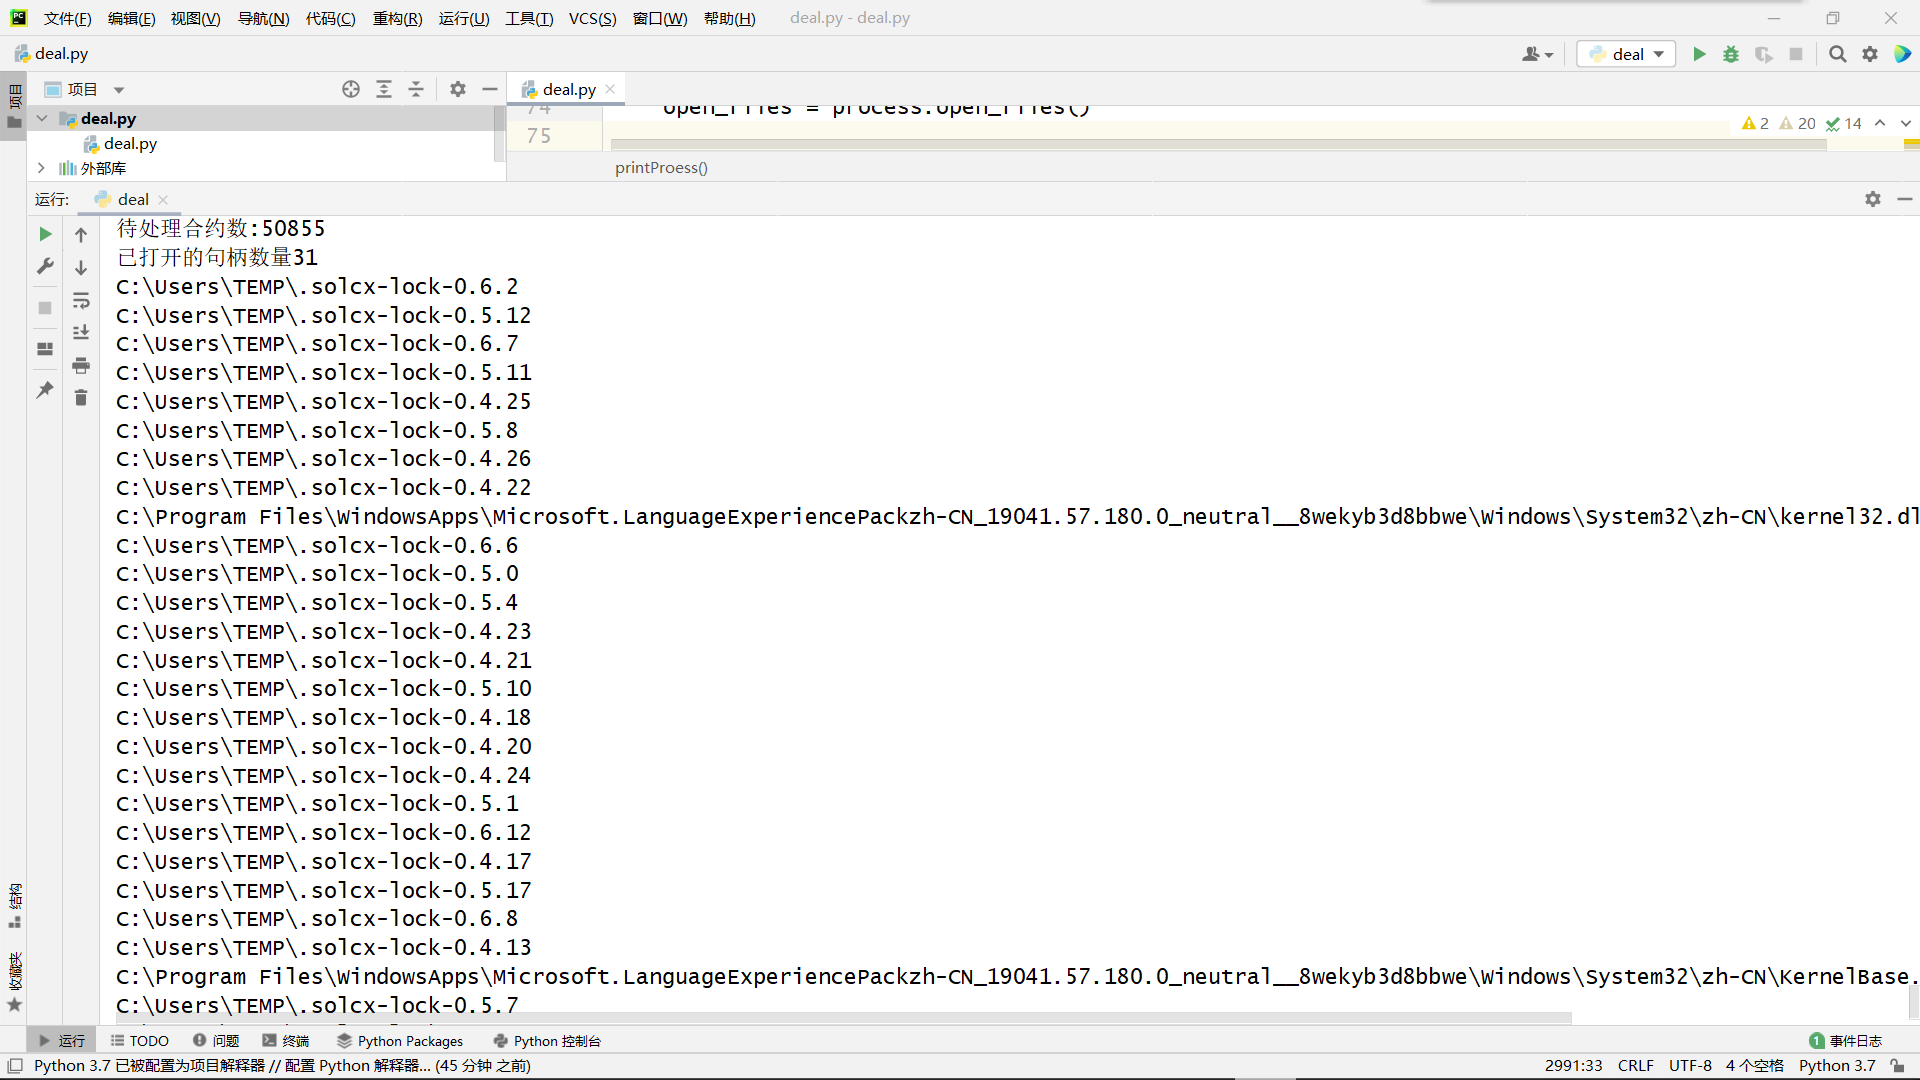 文件(F) 编辑(E) 视图(V) 导航(N) 代码(C) 重构(R) 运行(U) 工具(T) VCS(S) 窗口(W) 帮助(H) deal.py - deal.py
deal.py
deal
项目
项目
deal.py
deal.py
deal.py
外部库
74 open_files = process.open_files()
75
2 20 14
printProess()
运行: deal
待处理合约数:50855
已打开的句柄数量31
C:\Users\TEMP\.solcx-lock-0.6.2
C:\Users\TEMP\.solcx-lock-0.5.12
C:\Users\TEMP\.solcx-lock-0.6.7
C:\Users\TEMP\.solcx-lock-0.5.11
C:\Users\TEMP\.solcx-lock-0.4.25
C:\Users\TEMP\.solcx-lock-0.5.8
C:\Users\TEMP\.solcx-lock-0.4.26
C:\Users\TEMP\.solcx-lock-0.4.22
C:\Program Files\WindowsApps\Microsoft.LanguageExperiencePackzh-CN_19041.57.180.0_neutral__8wekyb3d8bbwe\Windows\System32\zh-CN\kernel32.dl
C:\Users\TEMP\.solcx-lock-0.6.6
C:\Users\TEMP\.solcx-lock-0.5.0
C:\Users\TEMP\.solcx-lock-0.5.4
C:\Users\TEMP\.solcx-lock-0.4.23
C:\Users\TEMP\.solcx-lock-0.4.21
C:\Users\TEMP\.solcx-lock-0.5.10
C:\Users\TEMP\.solcx-lock-0.4.18
C:\Users\TEMP\.solcx-lock-0.4.20
C:\Users\TEMP\.solcx-lock-0.4.24
C:\Users\TEMP\.solcx-lock-0.5.1
C:\Users\TEMP\.solcx-lock-0.6.12
C:\Users\TEMP\.solcx-lock-0.4.17
C:\Users\TEMP\.solcx-lock-0.5.17
C:\Users\TEMP\.solcx-lock-0.6.8
C:\Users\TEMP\.solcx-lock-0.4.13
C:\Program Files\WindowsApps\Microsoft.LanguageExperiencePackzh-CN_19041.57.180.0_neutral__8wekyb3d8bbwe\Windows\System32\zh-CN\KernelBase.
C:\Users\TEMP\.solcx-lock-0.5.7
结构
收藏夹
运行 TODO 问题 终端 Python Packages Python 控制台 1 事件日志
Python 3.7 已被配置为项目解释器 // 配置 Python 解释器... (45 分钟 之前) 2991:33 CRLF UTF-8 4 个空格 Python 3.7